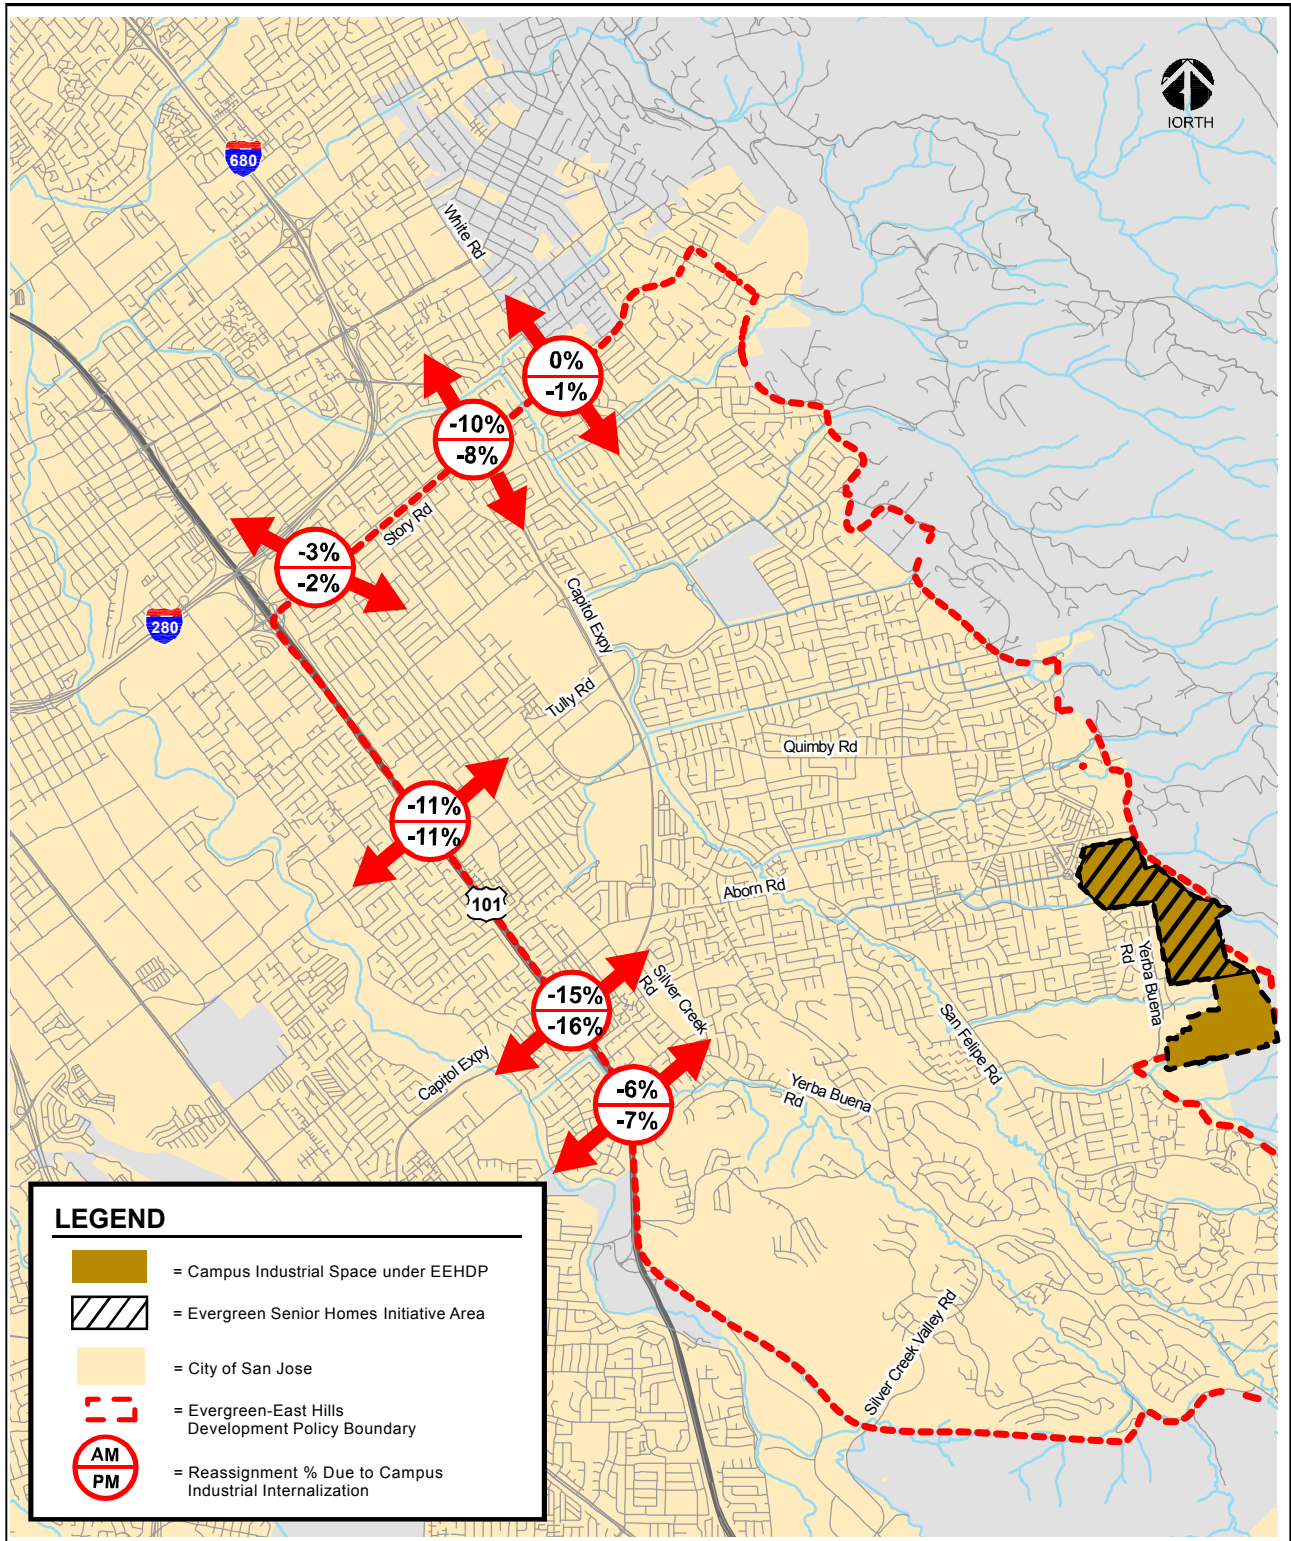 IORTH
680
White Rd
0%
-1%
-10%
-8%
Story Rd
-3%
-2%
280
Capitol Expy
Tully Rd
Quimby Rd
-11%
-11%
101
Aborn Rd
Yerba Buena
Rd
-15%
-16%
Silver Creek
Rd
San Felipe Rd
Capitol Expy
-6%
-7%
Yerba Buena
Rd
Silver Creek Valley Rd
LEGEND
= Campus Industrial Space under EEHDP
= Evergreen Senior Homes Initiative Area
= City of San Jose
= Evergreen-East Hills
Development Policy Boundary
AM
PM
= Reassignment % Due to Campus
Industrial Internalization